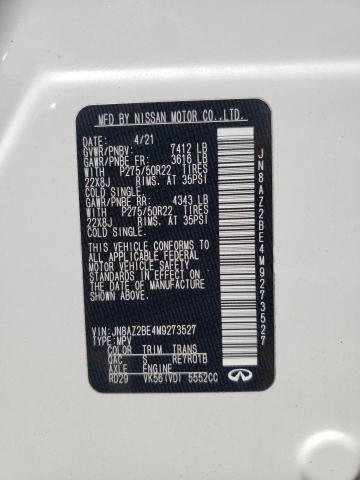 MFD BY NISSAN MOTOR CO.,LTD.
DATE: 4/21
GVWR/PNBV: 7412 LB
GAWR/PNBE FR: 3616 LB
WITH P275/50R22 TIRES
22X8J RIMS. AT 35PSI
COLD SINGLE.
GAWR/PNBE RR: 4343 LB
WITH P275/50R22 TIRES
22X8J RIMS. AT 35PSI
COLD SINGLE.
THIS VEHICLE CONFORMS TO
ALL APPLICABLE FEDERAL
MOTOR VEHICLE SAFETY
STANDARDS IN EFFECT ON THE
DATE OF MANUFACTURE
SHOWN ABOVE.
VIN: JN8AZ2BE4M9273527
TYPE: MPV
COLOR TRIM TRANS
QAC S RE7R01B
AXLE ENGINE
RD29 VK56(VD) 5552CC
JN8AZ2BE4M9273527
INFINITI